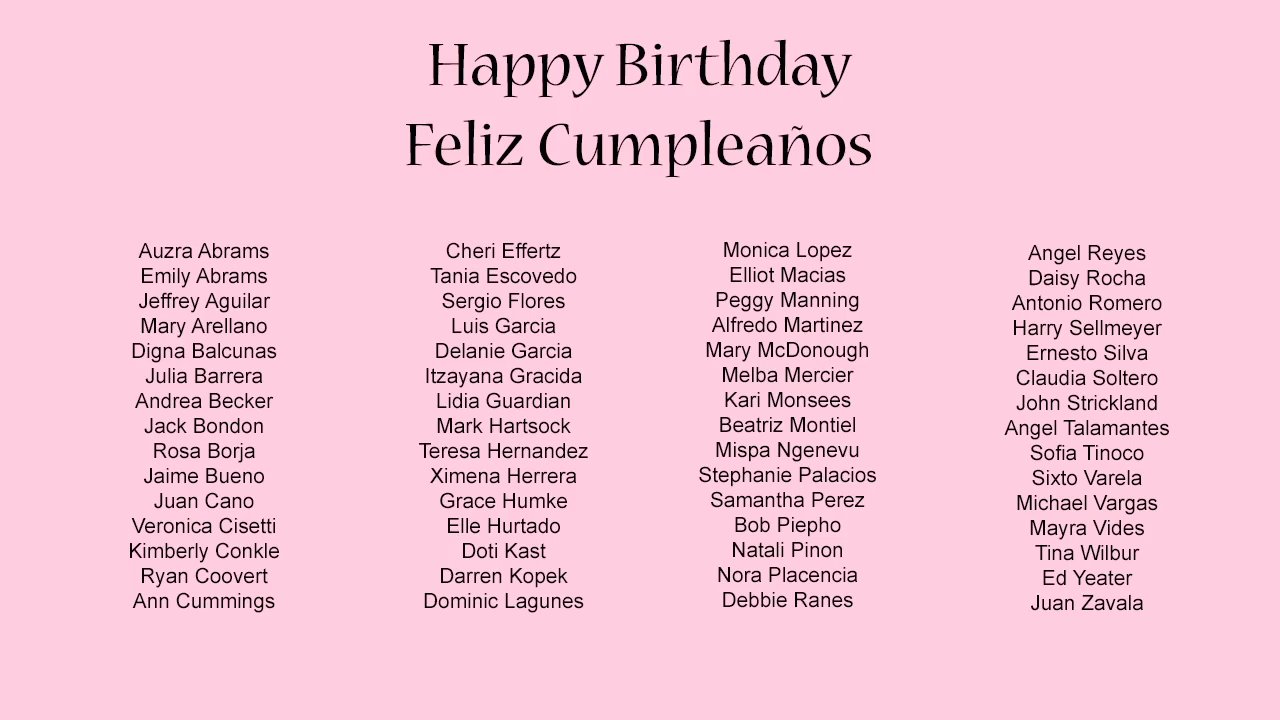 Happy Birthday
Feliz Cumpleaños
Auzra Abrams
Emily Abrams
Jeffrey Aguilar
Mary Arellano
Digna Balcunas
Julia Barrera
Andrea Becker
Jack Bondon
Rosa Borja
Jaime Bueno
Juan Cano
Veronica Cisetti
Kimberly Conkle
Ryan Coovert
Ann Cummings
Cheri Effertz
Tania Escovedo
Sergio Flores
Luis Garcia
Delanie Garcia
Itzayana Gracida
Lidia Guardian
Mark Hartsock
Teresa Hernandez
Ximena Herrera
Grace Humke
Elle Hurtado
Doti Kast
Darren Kopek
Dominic Lagunes
Monica Lopez
Elliot Macias
Peggy Manning
Alfredo Martinez
Mary McDonough
Melba Mercier
Kari Monsees
Beatriz Montiel
Mispa Ngenevu
Stephanie Palacios
Samantha Perez
Bob Piepho
Natali Pinon
Nora Placencia
Debbie Ranes
Angel Reyes
Daisy Rocha
Antonio Romero
Harry Sellmeyer
Ernesto Silva
Claudia Soltero
John Strickland
Angel Talamantes
Sofia Tinoco
Sixto Varela
Michael Vargas
Mayra Vides
Tina Wilbur
Ed Yeater
Juan Zavala